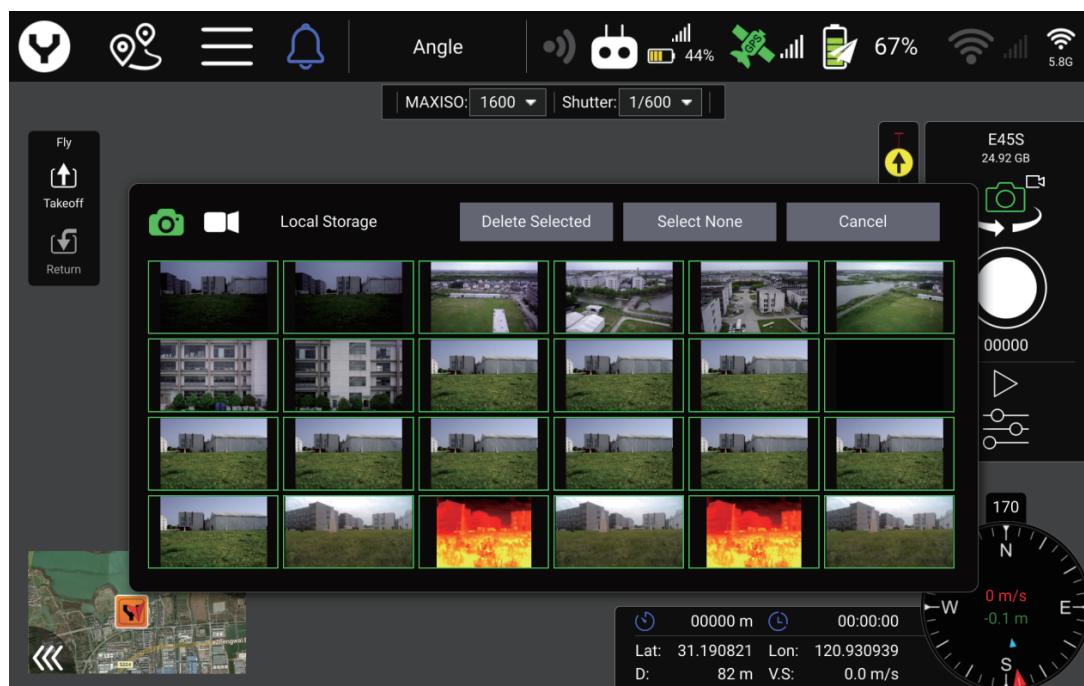 Angle
44%
GPS
67%
5.8G
MAXISO: 1600
Shutter: 1/600
Fly
Takeoff
Return
E45S
24.92 GB
Local Storage
Delete Selected
Select None
Cancel
00000
170
N
W
E
S
0 m/s
-0.1 m
00000 m
00:00:00
Lat: 31.190821 Lon: 120.930939
D: 82 m V.S: 0.0 m/s